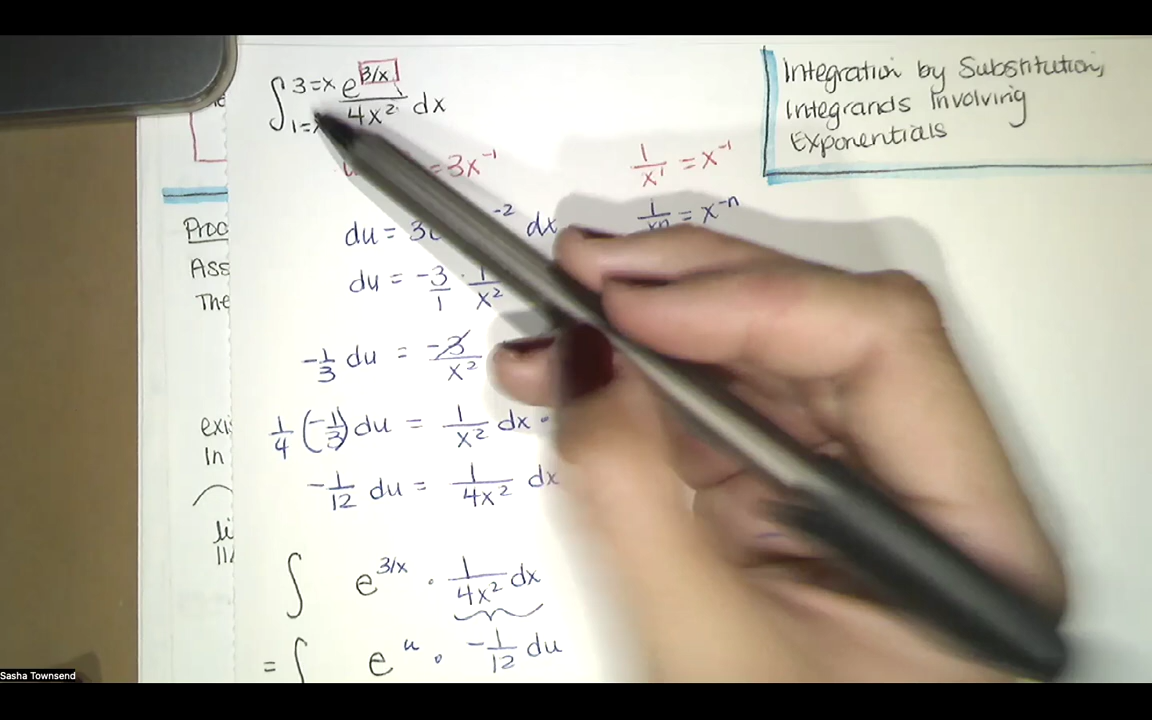 ∫ 3=x e^3/x / 4x² dx
1=x
Integration by Substitution,
Integrands Involving
Exponentials
= 3x⁻¹
1/x¹ = x⁻¹
du = 3 ⁻² dx
1/xⁿ = x⁻ⁿ
du = -3/1 · 1/x²
-1/3 du = -3/x²
1/4 (-1/3) du = 1/x² dx ·
-1/12 du = 1/4x² dx
∫ e^3/x · 1/4x² dx
= ∫ e^u · -1/12 du
Proc
Ass
The
exi
In
li
Sasha Townsend